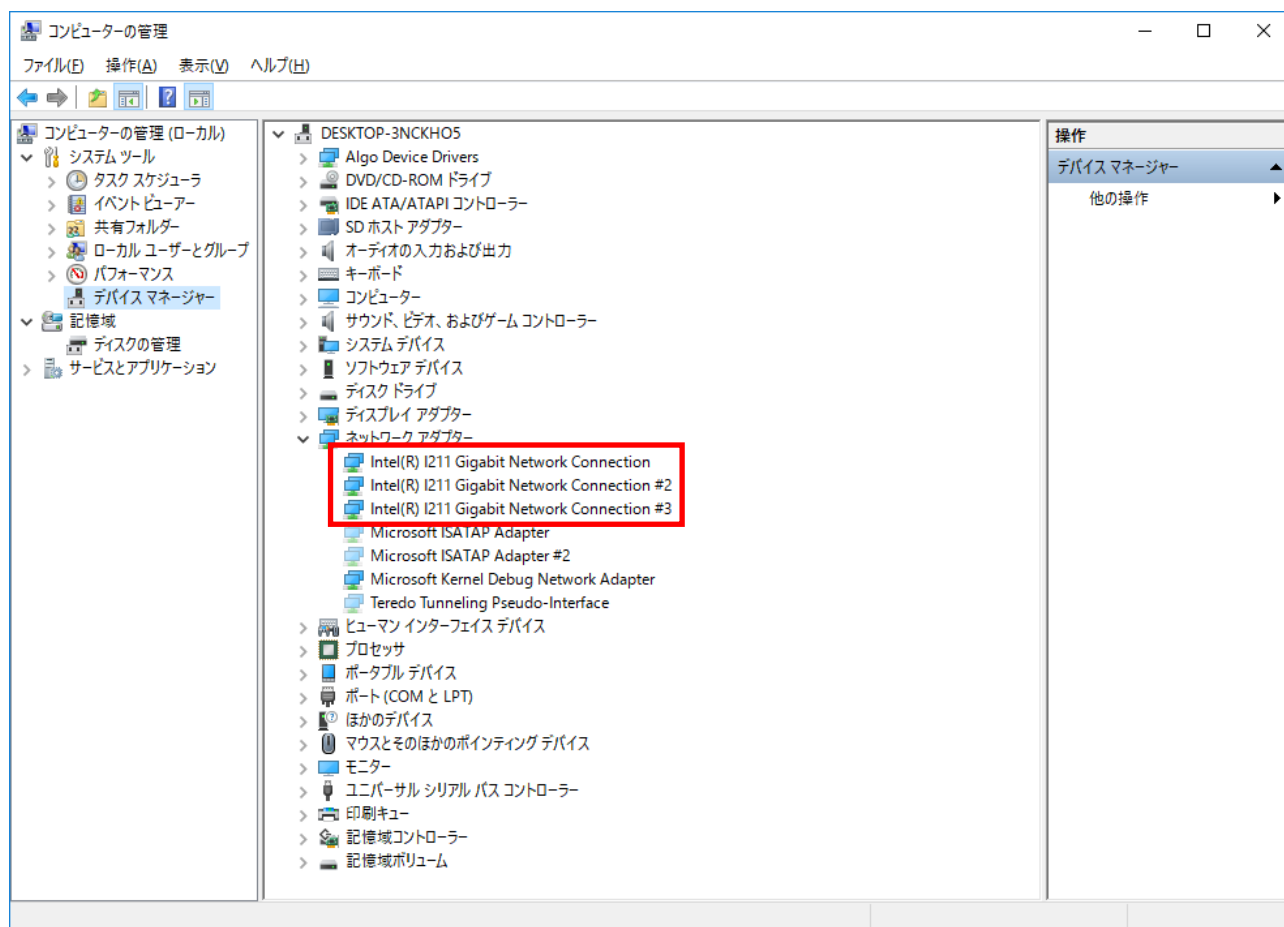 コンピューターの管理
ファイル(F) 操作(A) 表示(V) ヘルプ(H)
コンピューターの管理 (ローカル)
システム ツール
タスク スケジューラ
イベント ビューアー
共有フォルダー
ローカル ユーザーとグループ
パフォーマンス
デバイス マネージャー
記憶域
ディスクの管理
サービスとアプリケーション
DESKTOP-3NCKHO5
Algo Device Drivers
DVD/CD-ROM ドライブ
IDE ATA/ATAPI コントローラー
SD ホスト アダプター
オーディオの入力および出力
キーボード
コンピューター
サウンド、ビデオ、およびゲーム コントローラー
システム デバイス
ソフトウェア デバイス
ディスク ドライブ
ディスプレイ アダプター
ネットワーク アダプター
Intel(R) I211 Gigabit Network Connection
Intel(R) I211 Gigabit Network Connection #2
Intel(R) I211 Gigabit Network Connection #3
Microsoft ISATAP Adapter
Microsoft ISATAP Adapter #2
Microsoft Kernel Debug Network Adapter
Teredo Tunneling Pseudo-Interface
ヒューマン インターフェイス デバイス
プロセッサ
ポータブル デバイス
ポート (COM と LPT)
ほかのデバイス
マウスとそのほかのポインティング デバイス
モニター
ユニバーサル シリアル バス コントローラー
印刷キュー
記憶域コントローラー
記憶域ボリューム
操作
デバイス マネージャー
他の操作